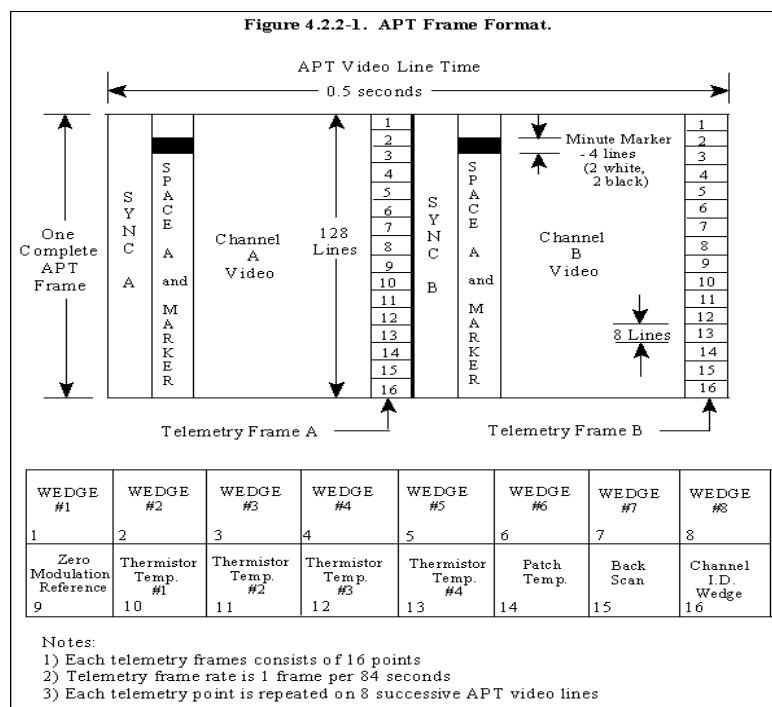 Figure 4.2.2-1. APT Frame Format.
APT Video Line Time
0.5 seconds
One
Complete
APT
Frame
SYNC A
SPACE A and MARKER
Channel
A
Video
128
Lines
1
2
3
4
5
6
7
8
9
10
11
12
13
14
15
16
SYNC B
SPACE A and MARKER
Minute Marker
- 4 lines
(2 white,
2 black)
Channel
B
Video
8 Lines
1
2
3
4
5
6
7
8
9
10
11
12
13
14
15
16
Telemetry Frame A
Telemetry Frame B
WEDGE
#1
1
WEDGE
#2
2
WEDGE
#3
3
WEDGE
#4
4
WEDGE
#5
5
WEDGE
#6
6
WEDGE
#7
7
WEDGE
#8
8
Zero
Modulation
Reference
9
Thermistor
Temp.
#1
10
Thermistor
Temp.
#2
11
Thermistor
Temp.
#3
12
Thermistor
Temp.
#4
13
Patch
Temp.
14
Back
Scan
15
Channel
I.D.
Wedge
16
Notes:
1) Each telemetry frames consists of 16 points
2) Telemetry frame rate is 1 frame per 84 seconds
3) Each telemetry point is repeated on 8 successive APT video lines